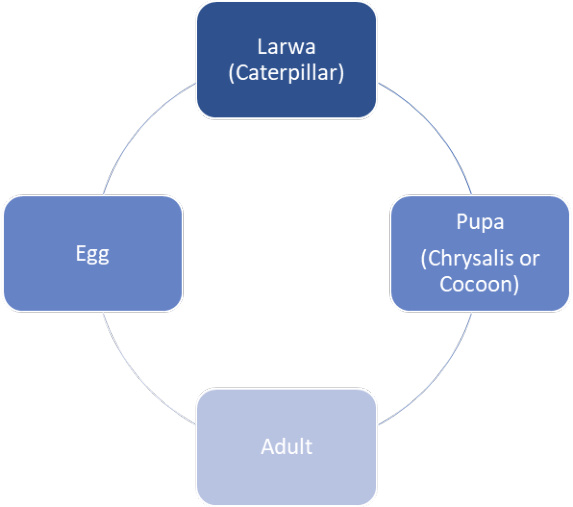 Larwa
(Caterpillar)
Egg
Pupa
(Chrysalis or
Cocoon)
Adult